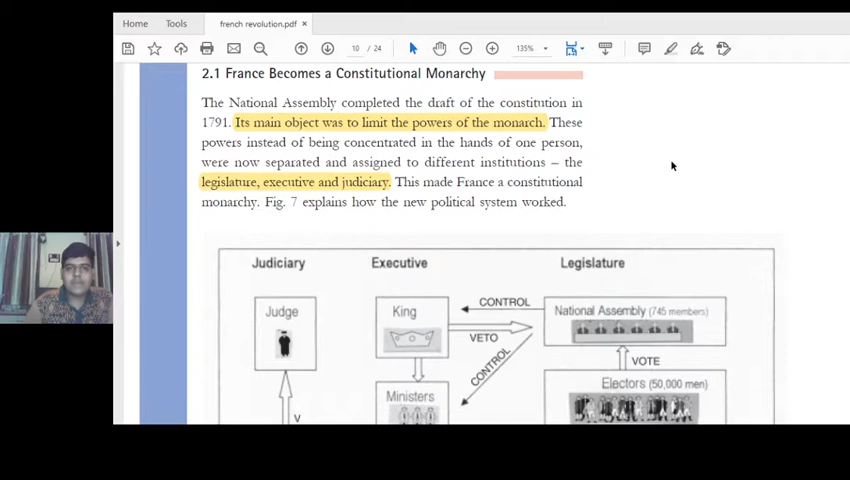 Home Tools french revolution.pdf ×
10 / 24 135%
2.1 France Becomes a Constitutional Monarchy
The National Assembly completed the draft of the constitution in
1791. Its main object was to limit the powers of the monarch. These
powers instead of being concentrated in the hands of one person,
were now separated and assigned to different institutions – the
legislature, executive and judiciary. This made France a constitutional
monarchy. Fig. 7 explains how the new political system worked.
Judiciary Executive Legislature
Judge King CONTROL National Assembly (745 members)
VETO
CONTROL VOTE
Ministers Electors (50,000 men)
V